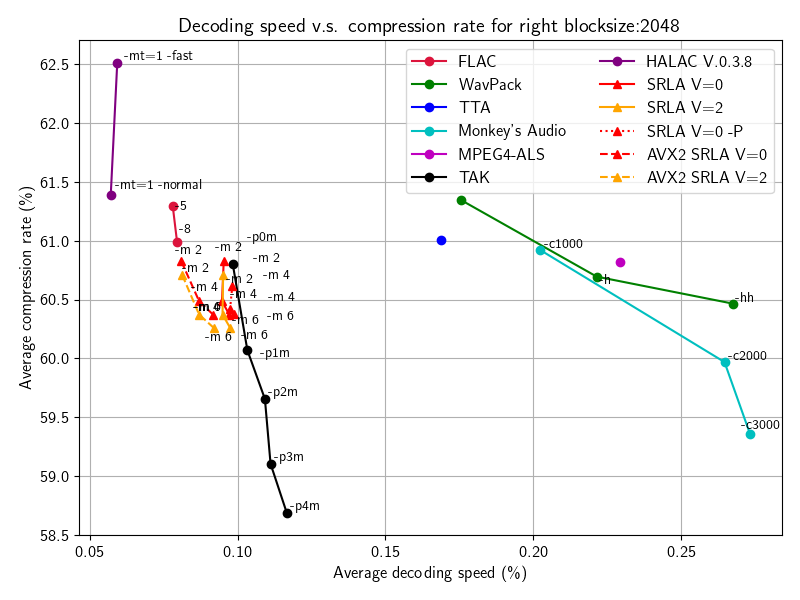 Decoding speed v.s. compression rate for right blocksize:2048
Average compression rate (%)
62.5
62.0
61.5
61.0
60.5
60.0
59.5
59.0
58.5
FLAC
WavPack
TTA
Monkey's Audio
MPEG4-ALS
TAK
HALAC V.0.3.8
SRLA V=0
SRLA V=2
SRLA V=0 -P
AVX2 SRLA V=0
AVX2 SRLA V=2
-mt=1 -fast
-mt=1 -normal
-5
-8
-m 2
-p0m
-m 2
-m 2
-m 2
-m 2
-m 4
-m 4
-m 4
-m 4
-m 6
-m 6
-m 6
-m 6
-p1m
-p2m
-p3m
-p4m
-c1000
-h
-hh
-c2000
-c3000
0.05
0.10
0.15
0.20
0.25
Average decoding speed (%)